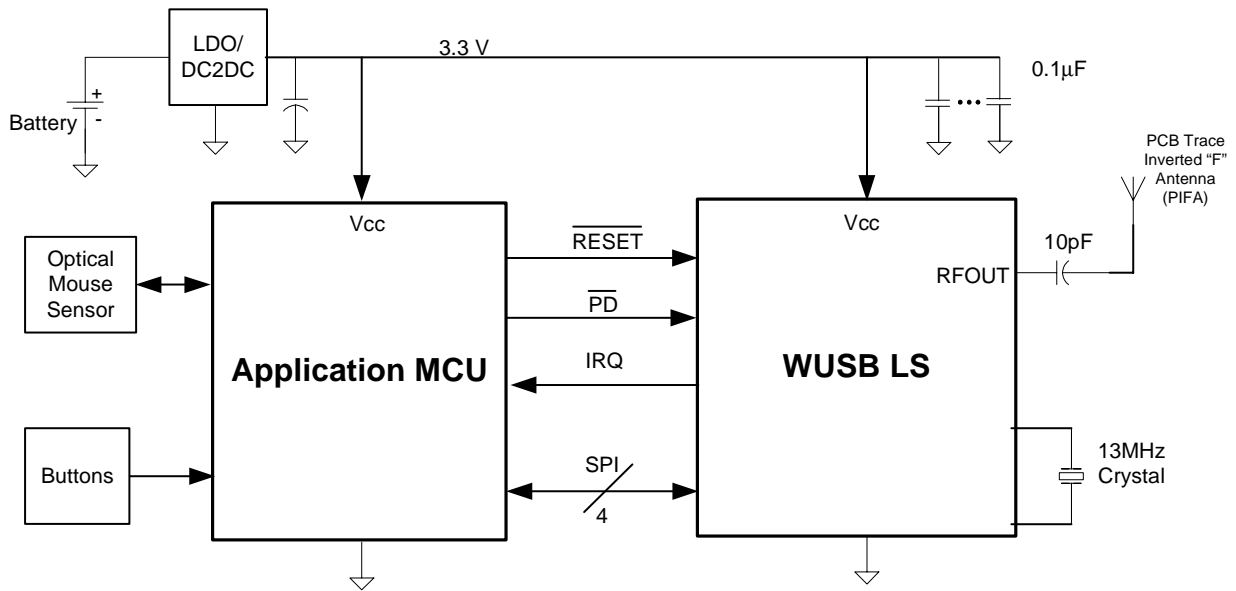 LDO/
DC2DC
3.3 V
0.1μF
+
-
Battery
PCB Trace
Inverted “F”
Antenna
(PIFA)
Vcc
Vcc
RESET
10pF
Optical
Mouse
Sensor
RFOUT
PD
Application MCU
IRQ
WUSB LS
Buttons
SPI
4
13MHz
Crystal